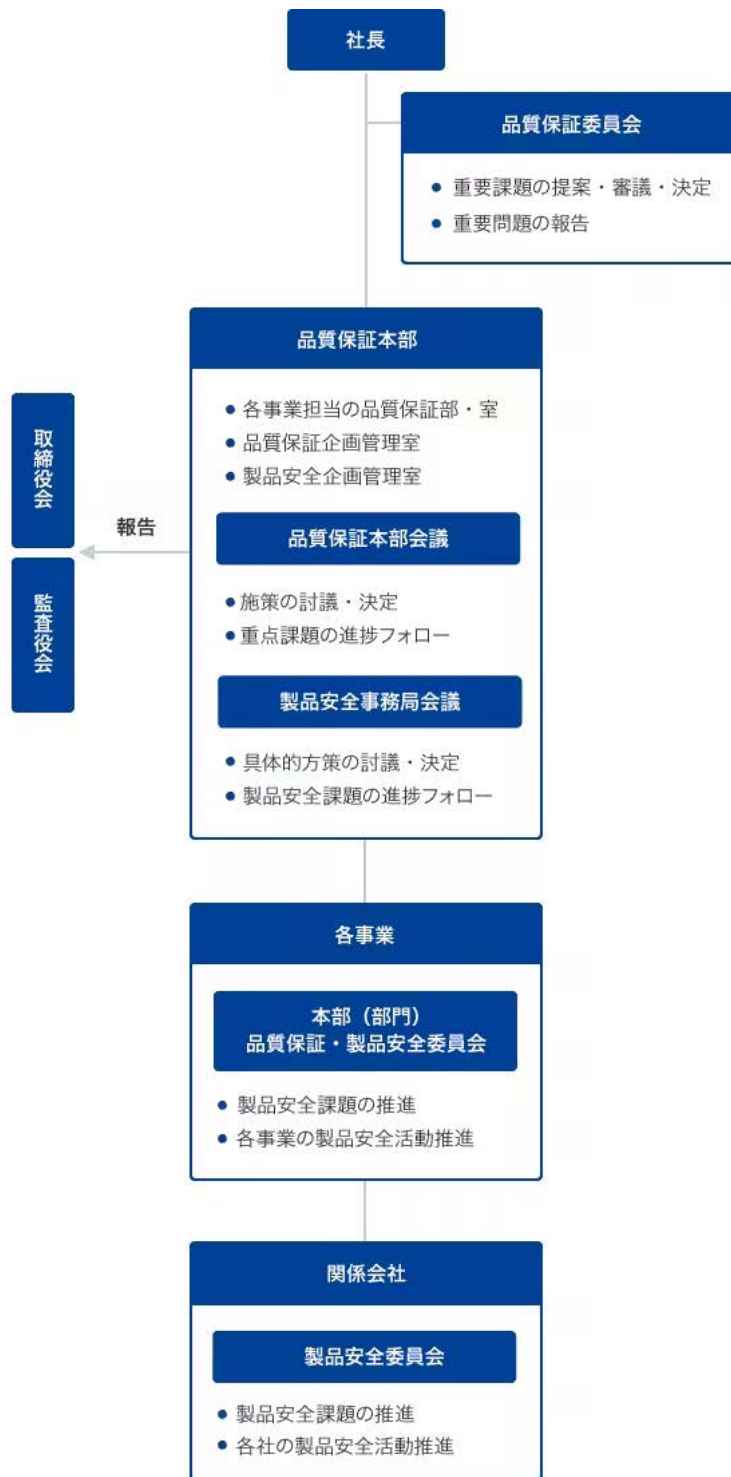 社長
品質保証委員会
● 重要課題の提案・審議・決定
● 重要問題の報告
品質保証本部
● 各事業担当の品質保証部・室
● 品質保証企画管理室
● 製品安全企画管理室
取締役会
報告
監査役会
品質保証本部会議
● 施策の討議・決定
● 重点課題の進捗フォロー
製品安全事務局会議
● 具体的方策の討議・決定
● 製品安全課題の進捗フォロー
各事業
本部（部門）
品質保証・製品安全委員会
● 製品安全課題の推進
● 各事業の製品安全活動推進
関係会社
製品安全委員会
● 製品安全課題の推進
● 各社の製品安全活動推進